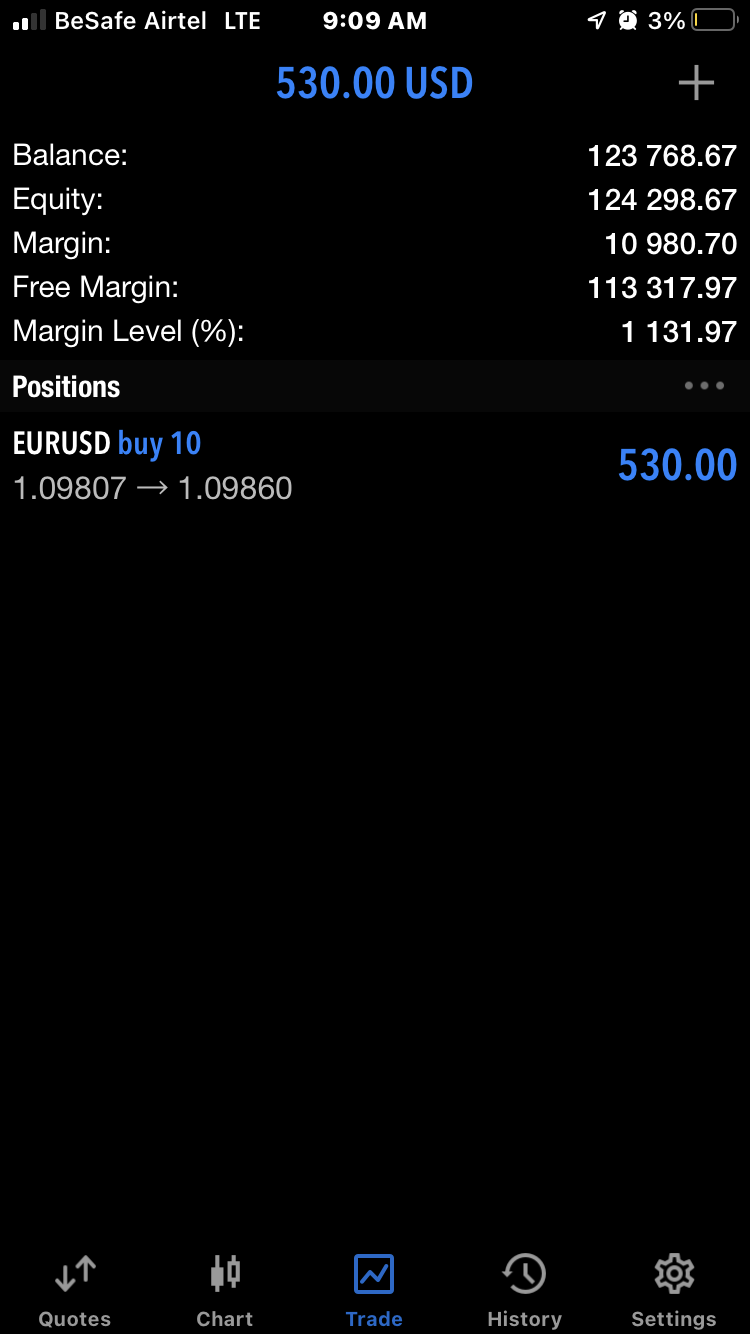 BeSafe Airtel LTE 9:09 AM 3%
530.00 USD
Balance: 123 768.67
Equity: 124 298.67
Margin: 10 980.70
Free Margin: 113 317.97
Margin Level (%): 1 131.97
Positions
EURUSD buy 10
530.00
1.09807 → 1.09860
Quotes Chart Trade History Settings